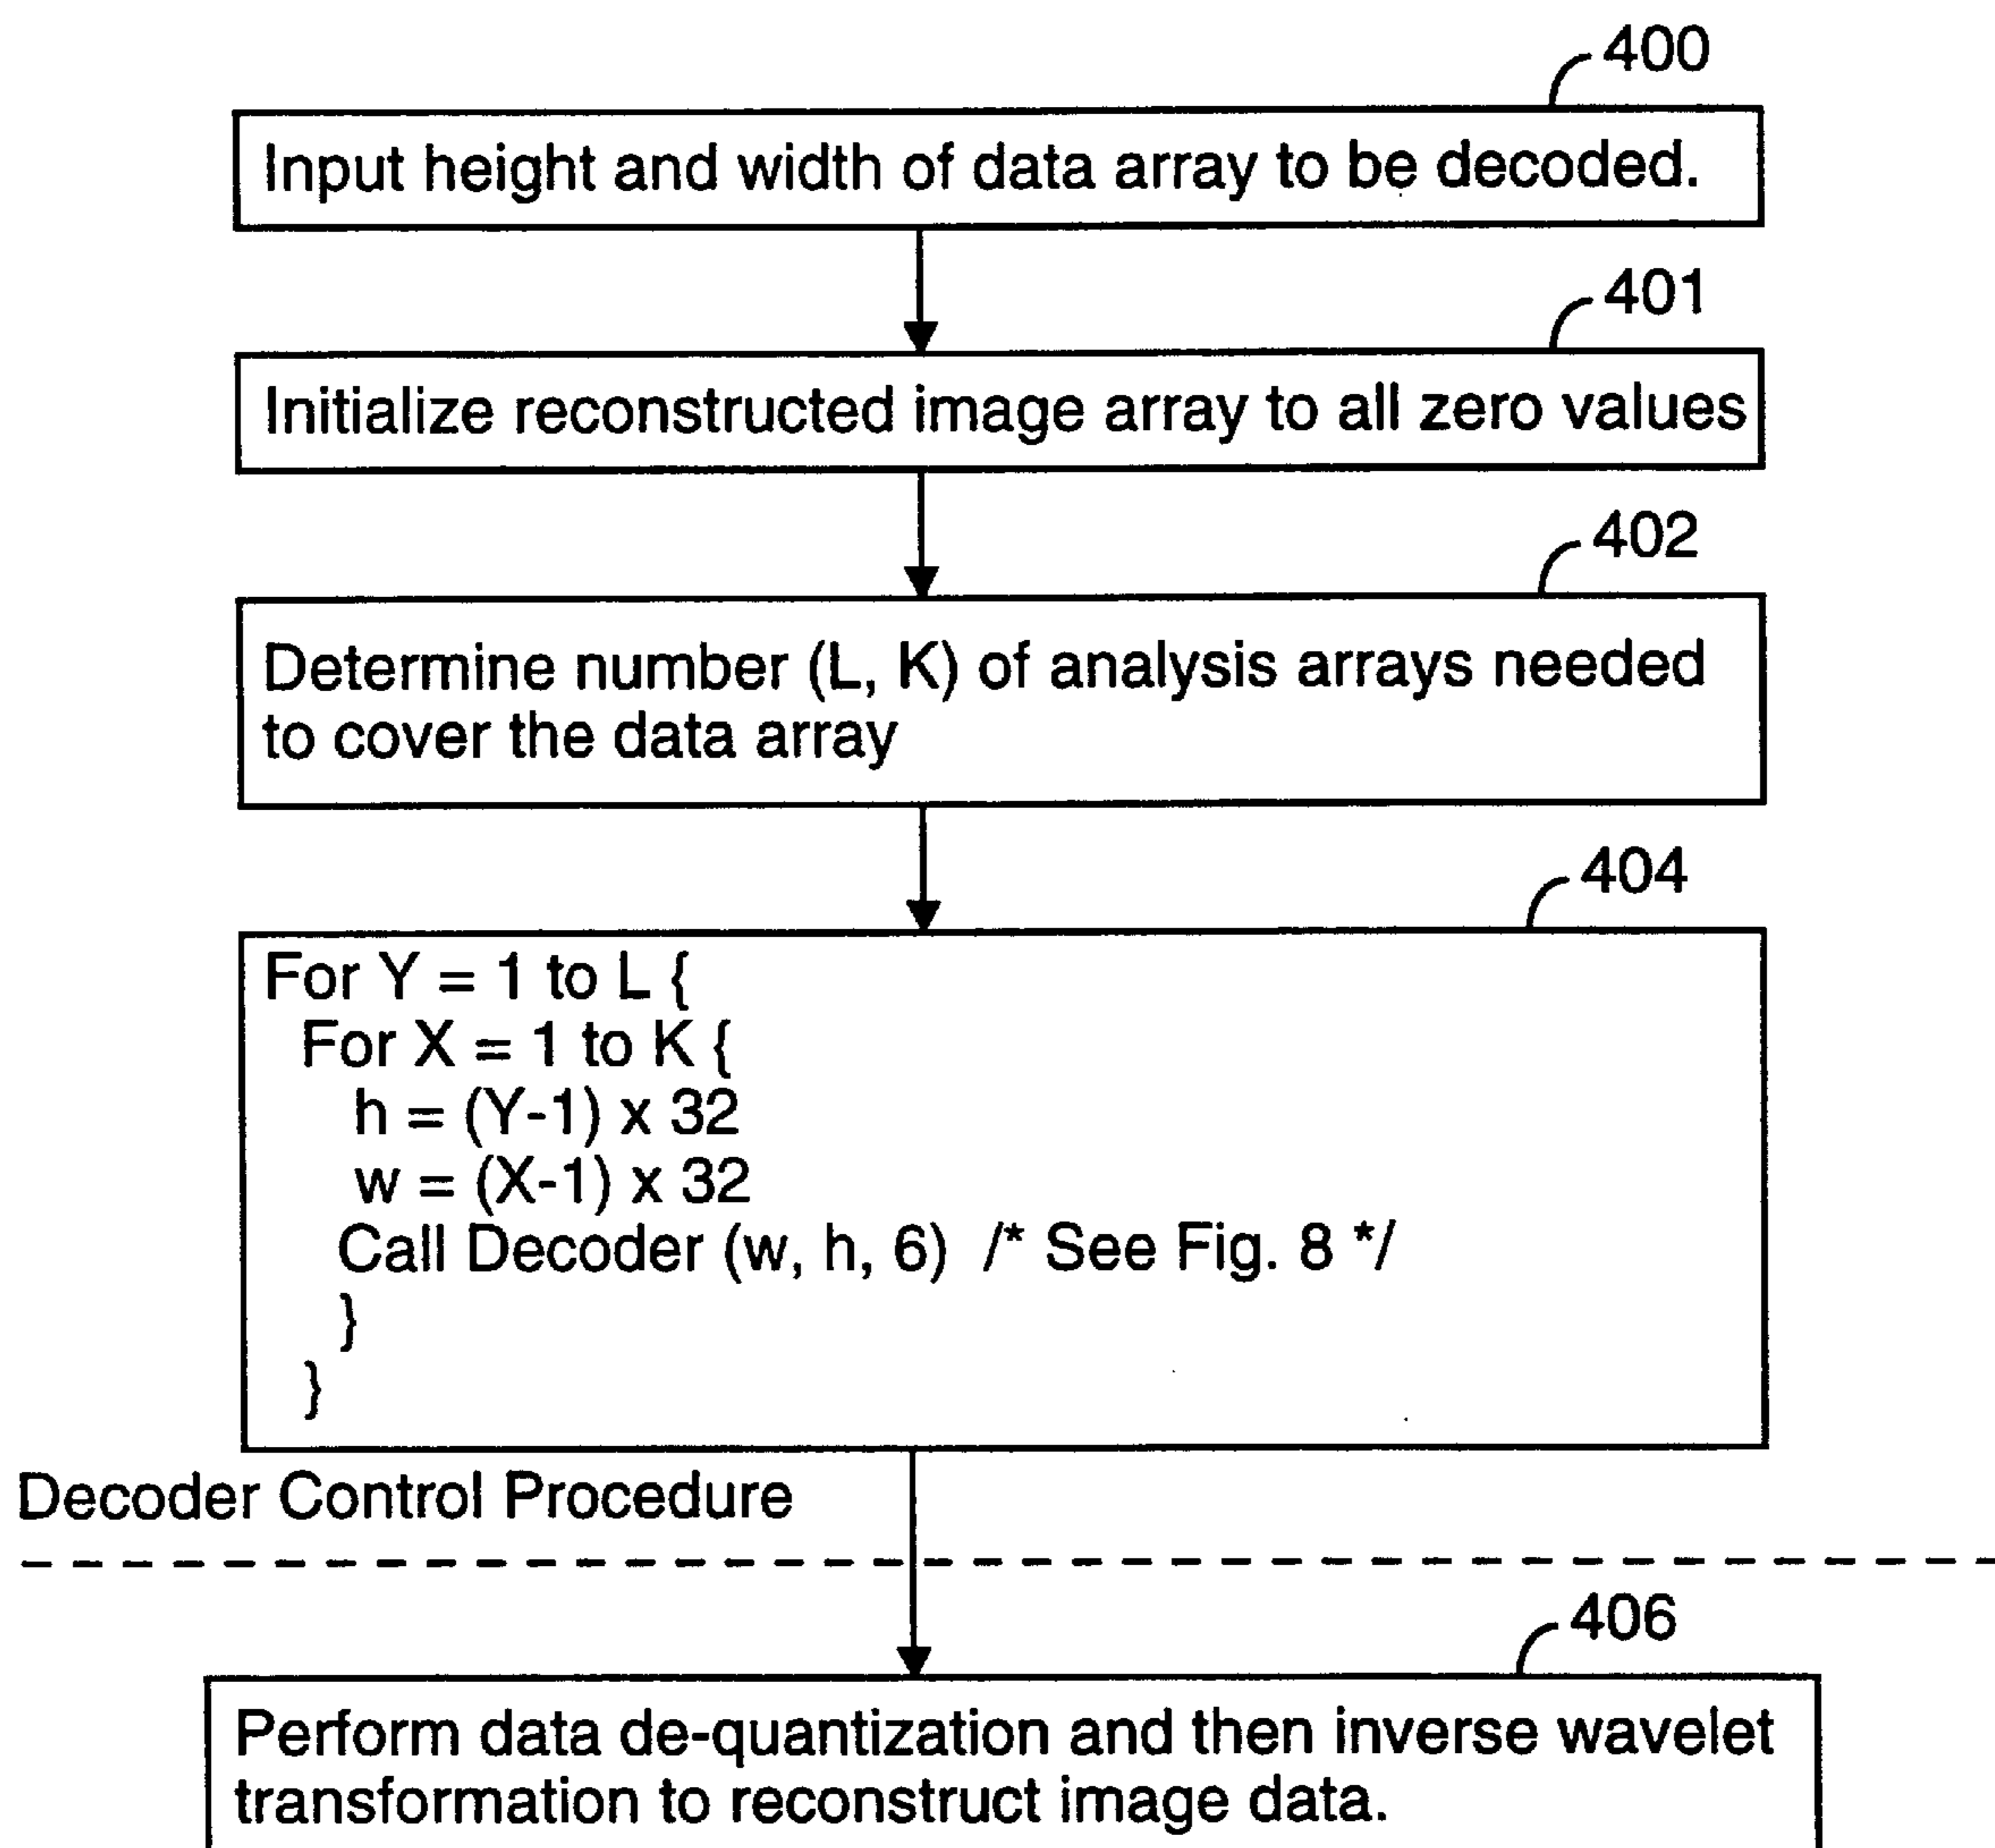 400
Input height and width of data array to be decoded.
401
Initialize reconstructed image array to all zero values
402
Determine number (L, K) of analysis arrays needed
to cover the data array
404
For Y = 1 to L {
For X = 1 to K {
h = (Y-1) x 32
w = (X-1) x 32
Call Decoder (w, h, 6) /* See Fig. 8 */
}
}
Decoder Control Procedure
406
Perform data de-quantization and then inverse wavelet
transformation to reconstruct image data.